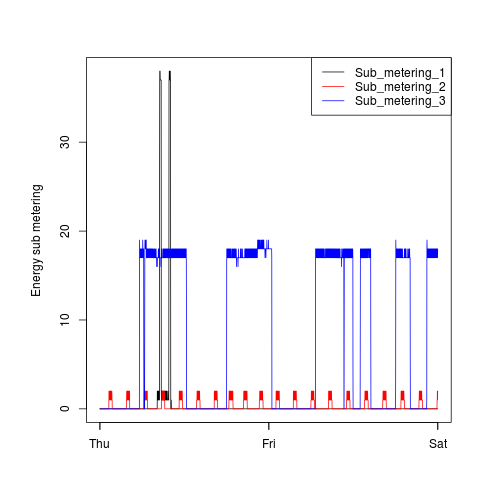 Sub_metering_1
Sub_metering_2
Sub_metering_3
Energy sub metering
30
20
10
0
Thu
Fri
Sat